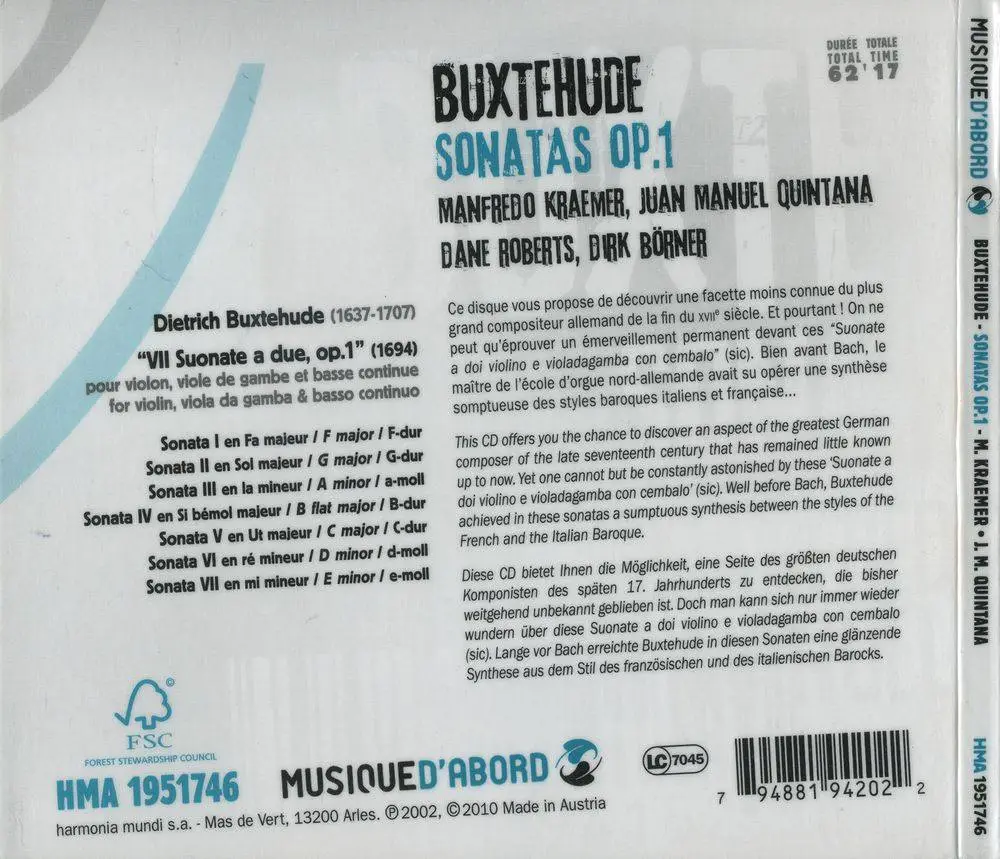 DURÉE TOTALE
TOTAL TIME
62'17
BUXTEHUDE
SONATAS OP.1
MANFREDO KRAEMER, JUAN MANUEL QUINTANA
DANE ROBERTS, DIRK BÖRNER
Dietrich Buxtehude (1637-1707)
“VII Suonate a due, op.1” (1694)
pour violon, viole de gambe et basse continue
for violin, viola da gamba & basso continuo
Sonata I en Fa majeur / F major / F-dur
Sonata II en Sol majeur / G major / G-dur
Sonata III en la mineur / A minor / a-moll
Sonata IV en Si bémol majeur / B flat major / B-dur
Sonata V en Ut majeur / C major / C-dur
Sonata VI en ré mineur / D minor / d-moll
Sonata VII en mi mineur / E minor / e-moll
Ce disque vous propose de découvrir une facette moins connue du plus
grand compositeur allemand de la fin du XVIIe siècle. Et pourtant ! On ne
peut qu'éprouver un émerveillement permanent devant ces “Suonate
a doi violino e violadagamba con cembalo” (sic). Bien avant Bach, le
maître de l'école d'orgue nord-allemande avait su opérer une synthèse
somptueuse des styles baroques italiens et française...
This CD offers you the chance to discover an aspect of the greatest German
composer of the late seventeenth century that has remained little known
up to now. Yet one cannot but be constantly astonished by these ‘Suonate a
doi violino e violadagamba con cembalo’ (sic). Well before Bach, Buxtehude
achieved in these sonatas a sumptuous synthesis between the styles of the
French and the Italian Baroque.
Diese CD bietet Ihnen die Möglichkeit, eine Seite des größten deutschen
Komponisten des späten 17. Jahrhunderts zu entdecken, die bisher
weitgehend unbekannt geblieben ist. Doch man kann sich nur immer wieder
wundern über diese Suonate a doi violino e violadagamba con cembalo
(sic). Lange vor Bach erreichte Buxtehude in diesen Sonaten eine glänzende
Synthese aus dem Stil des französischen und des italienischen Barocks.
©
FSC
FOREST STEWARDSHIP COUNCIL
HMA 1951746
MUSIQUE D'ABORD
LC 7045
7 94881 94202 2
harmonia mundi s.a. - Mas de Vert, 13200 Arles. ℗2002, ©2010 Made in Austria
MUSIQUE D'ABORD
BUXTEHUDE - SONATAS OP.1 - M. KRAEMER • J. M. QUINTANA
HMA 1951746